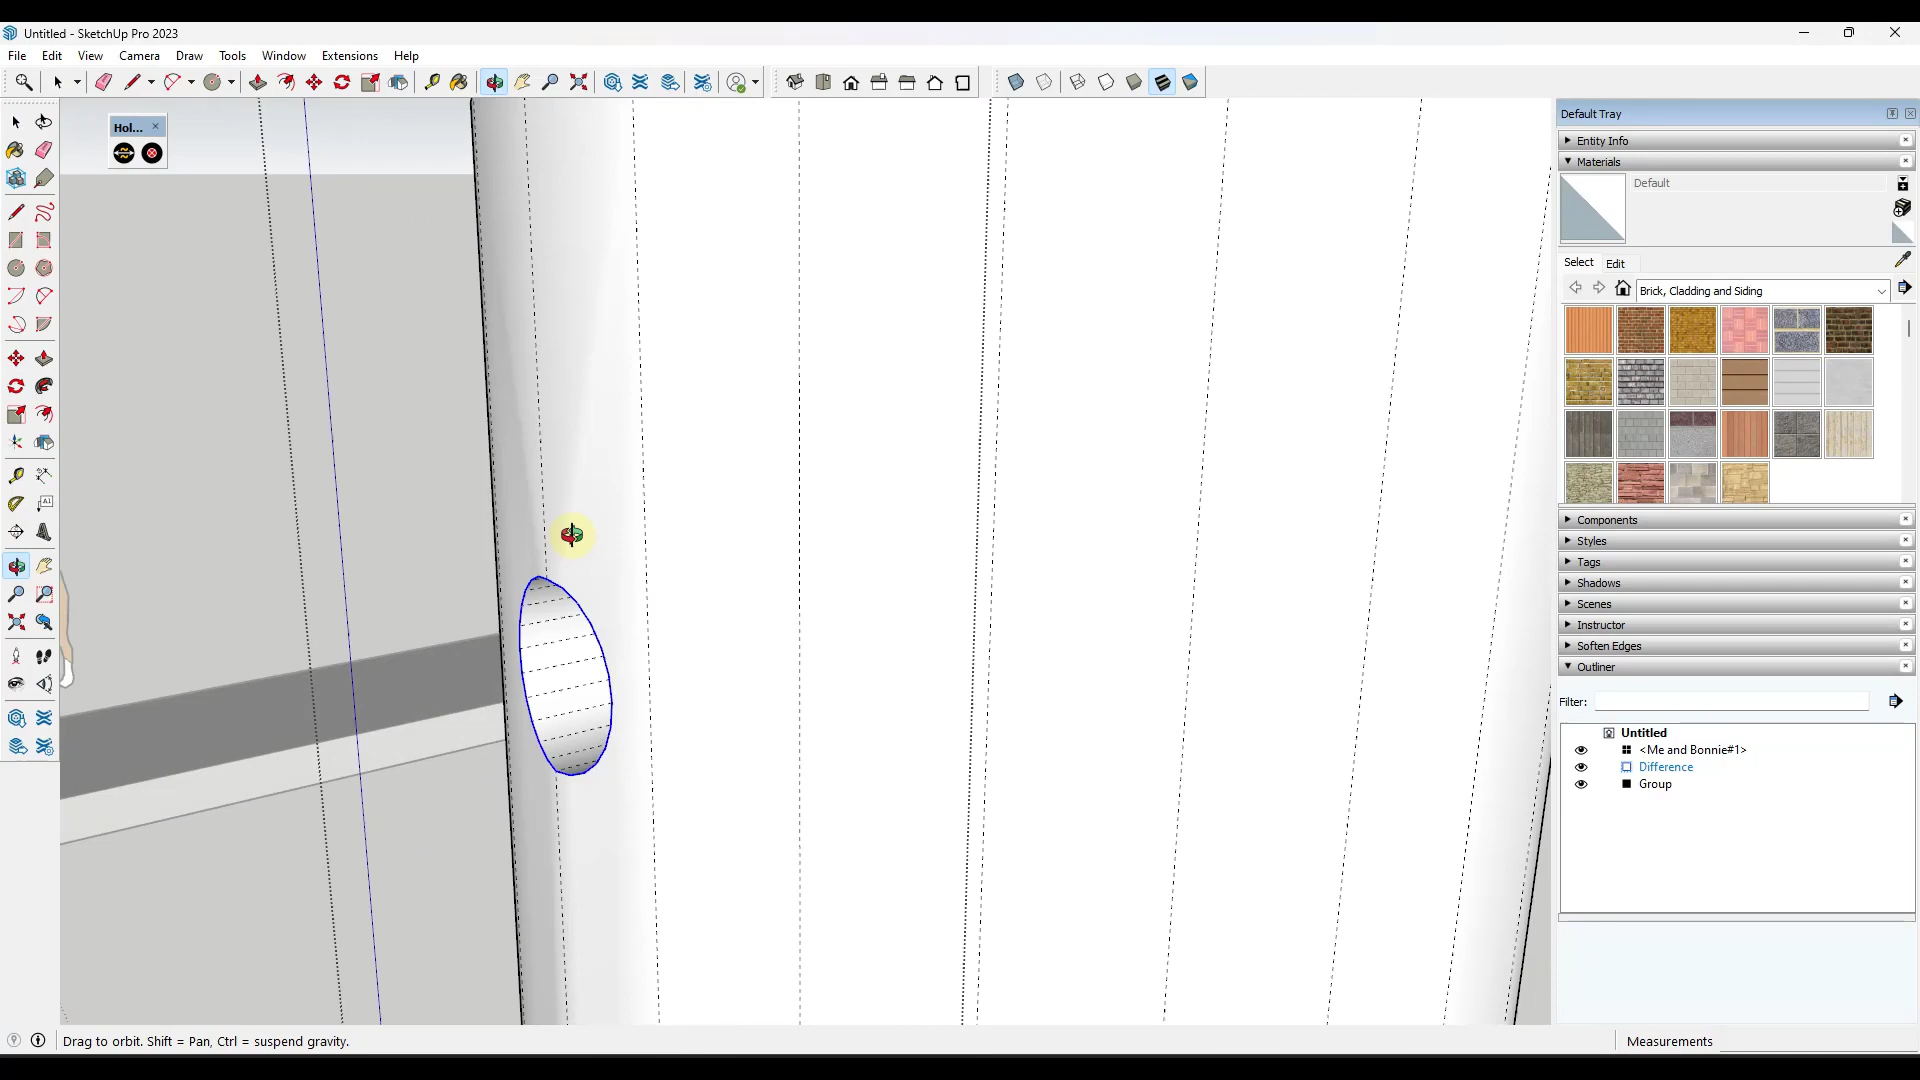 Untitled - SketchUp Pro 2023
File Edit View Camera Draw Tools Window Extensions Help
Hol...
Default Tray
Entity Info
Materials
Default
Select Edit
Brick, Cladding and Siding
Components
Styles
Tags
Shadows
Scenes
Instructor
Soften Edges
Outliner
Filter:
Untitled
<Me and Bonnie#1>
Difference
Group
Drag to orbit. Shift = Pan, Ctrl = suspend gravity.
Measurements